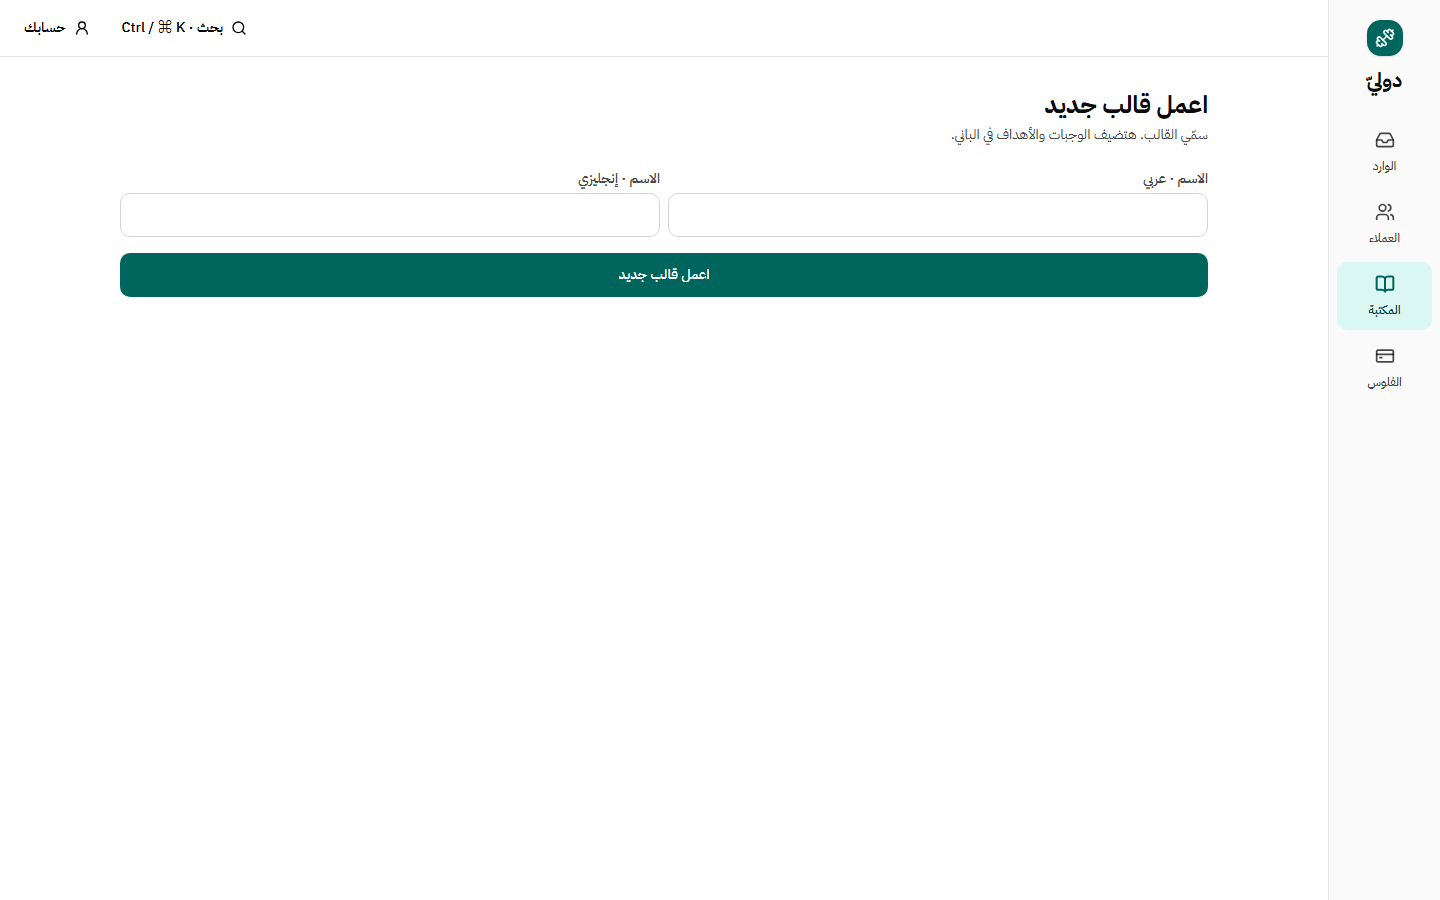 دوليّ
الوارد
العملاء
المكتبة
الفلوس
بحث · Ctrl / ⌘ K
حسابك
اعمل قالب جديد
سمّي القالب. هتضيف الوجبات والأهداف في الباني.
الاسم · عربي
الاسم · إنجليزي
اعمل قالب جديد